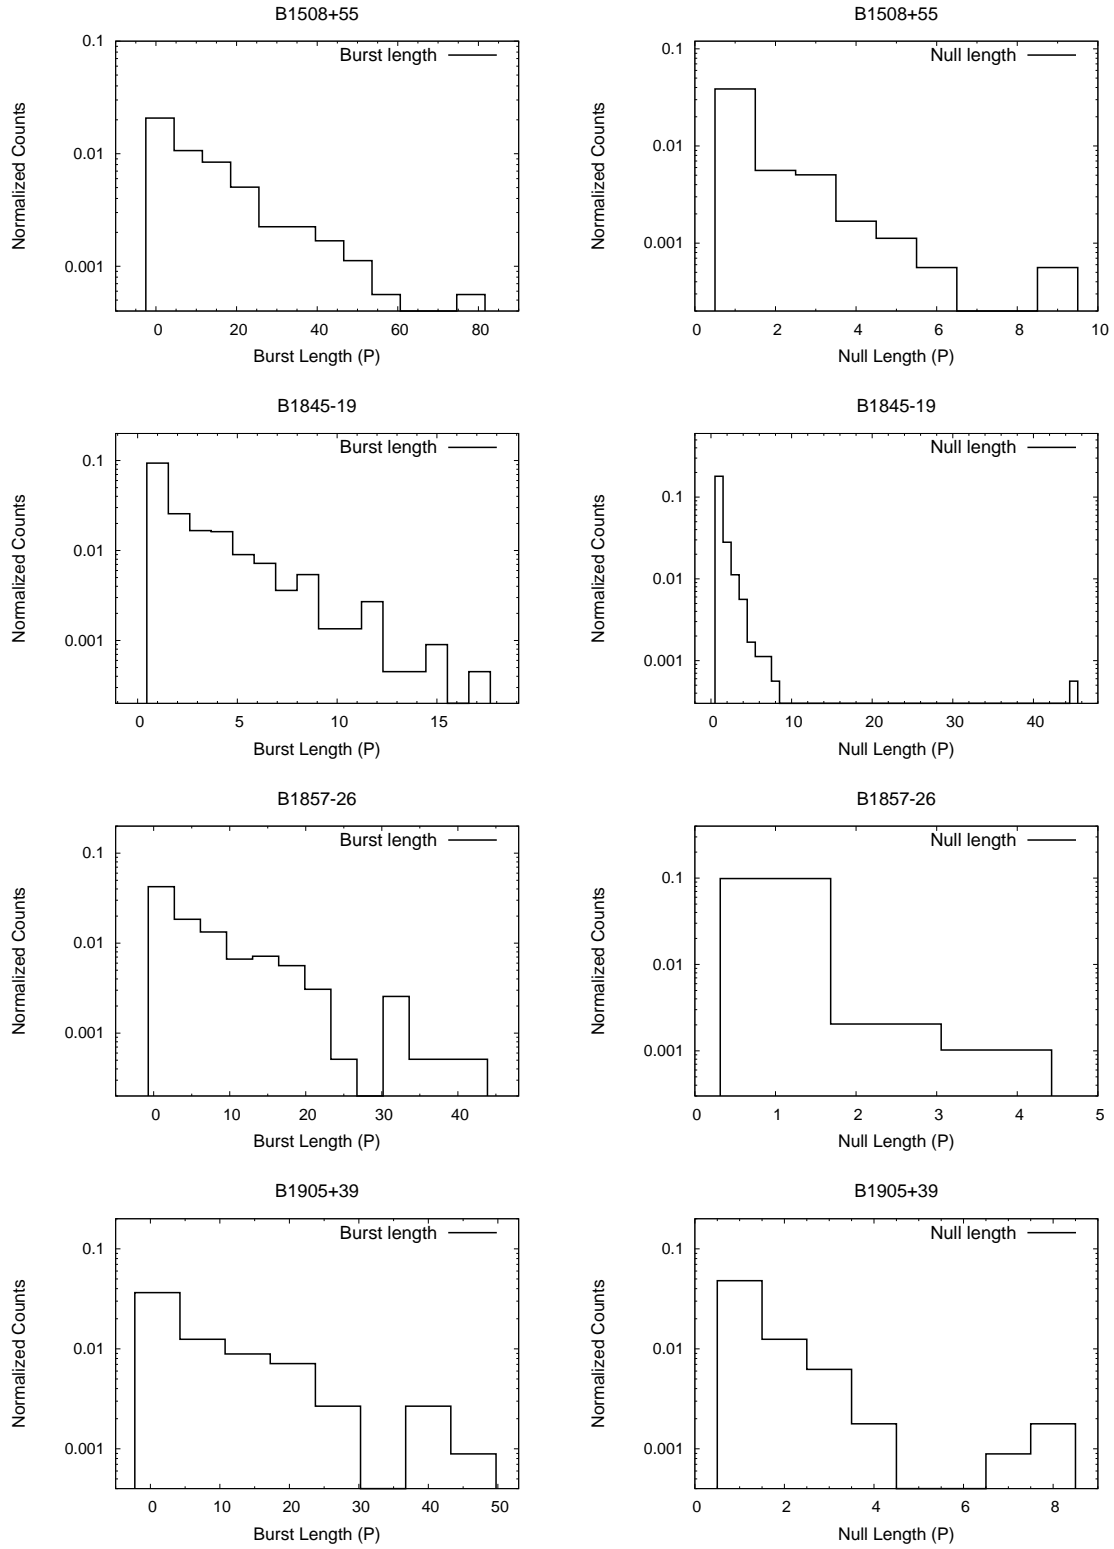 B1508+55
Burst length
Normalized Counts
0.1
0.01
0.001
0 20 40 60 80
Burst Length (P)
B1508+55
Null length
Normalized Counts
0.1
0.01
0.001
0 2 4 6 8 10
Null Length (P)
B1845-19
Burst length
Normalized Counts
0.1
0.01
0.001
0 5 10 15
Burst Length (P)
B1845-19
Null length
Normalized Counts
0.1
0.01
0.001
0 10 20 30 40
Null Length (P)
B1857-26
Burst length
Normalized Counts
0.1
0.01
0.001
0 10 20 30 40
Burst Length (P)
B1857-26
Null length
Normalized Counts
0.1
0.01
0.001
0 1 2 3 4 5
Null Length (P)
B1905+39
Burst length
Normalized Counts
0.1
0.01
0.001
0 10 20 30 40 50
Burst Length (P)
B1905+39
Null length
Normalized Counts
0.1
0.01
0.001
0 2 4 6 8
Null Length (P)